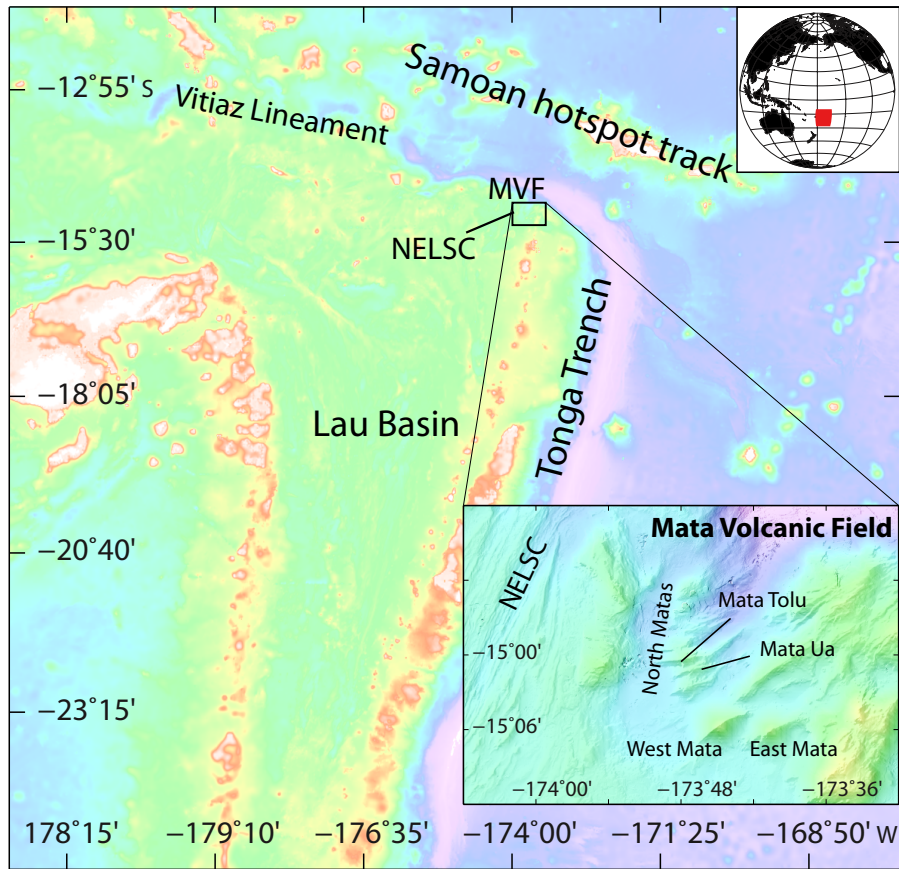 Samoan hotspot track
−12°55' S
Vitiaz Lineament
MVF
NELSC
−15°30'
Tonga Trench
−18°05'
Lau Basin
−20°40'
−23°15'
Mata Volcanic Field
NELSC
North Matas
Mata Tolu
−15°00'
Mata Ua
−15°06'
West Mata
East Mata
−174°00'
−173°48'
−173°36'
178°15'
−179°10'
−176°35'
−174°00'
−171°25'
−168°50' W